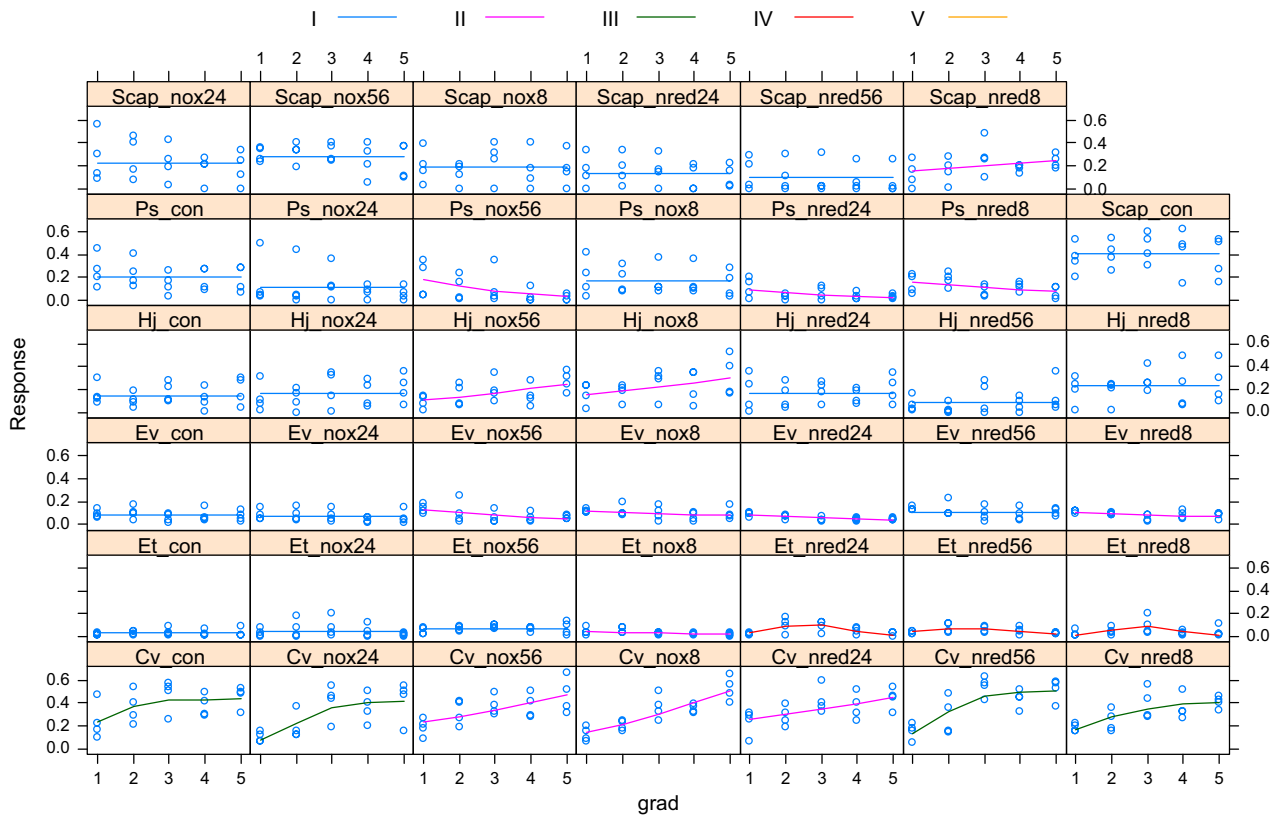 I II III IV V
1 2 3 4 5 1 2 3 4 5 1 2 3 4 5
Scap_nox24 Scap_nox56 Scap_nox8 Scap_nred24 Scap_nred56 Scap_nred8
0.6
0.4
0.2
0.0
Ps_con Ps_nox24 Ps_nox56 Ps_nox8 Ps_nred24 Ps_nred8 Scap_con
0.6
0.4
0.2
0.0
Hj_con Hj_nox24 Hj_nox56 Hj_nox8 Hj_nred24 Hj_nred56 Hj_nred8
0.6
0.4
0.2
0.0
Ev_con Ev_nox24 Ev_nox56 Ev_nox8 Ev_nred24 Ev_nred56 Ev_nred8
0.6
0.4
0.2
0.0
Et_con Et_nox24 Et_nox56 Et_nox8 Et_nred24 Et_nred56 Et_nred8
0.6
0.4
0.2
0.0
Cv_con Cv_nox24 Cv_nox56 Cv_nox8 Cv_nred24 Cv_nred56 Cv_nred8
0.6
0.4
0.2
0.0
1 2 3 4 5 1 2 3 4 5 1 2 3 4 5 1 2 3 4 5
grad
Response